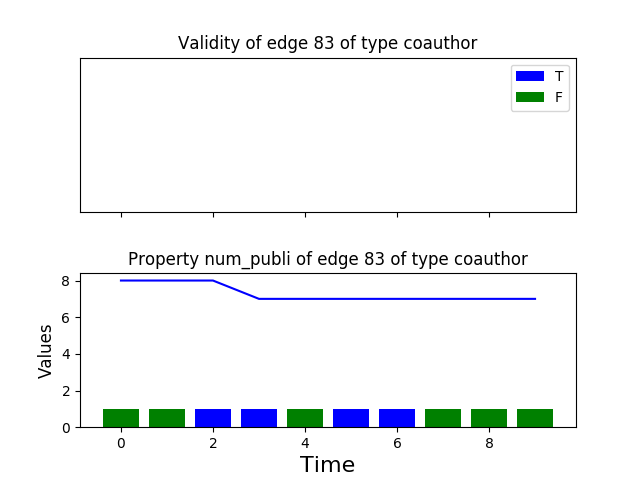 Validity of edge 83 of type coauthor
T
F
Property num_publi of edge 83 of type coauthor
8
6
4
2
0
Values
0 2 4 6 8
Time